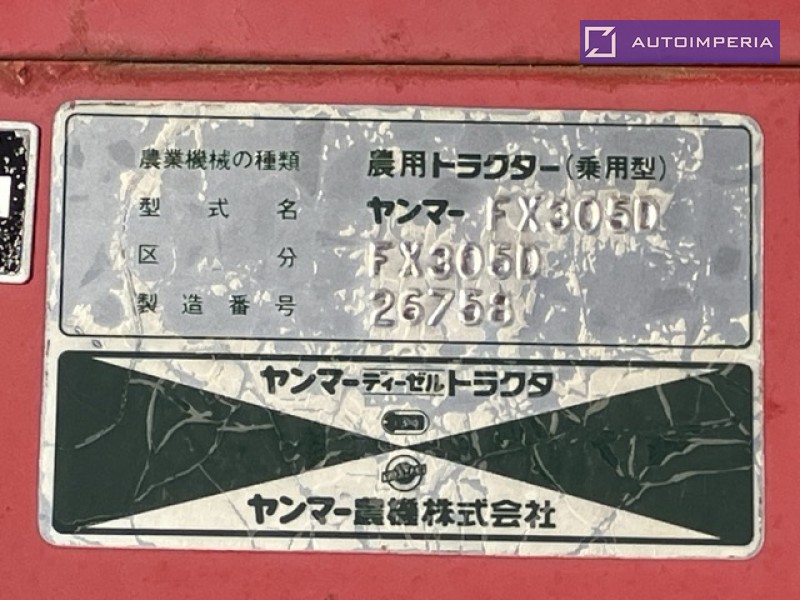 AUTOIMPERIA
農業機械の種類 農用トラクター(乗用型)
型式名 ヤンマー FX305D
区分 FX305D
製造番号 26758
ヤンマーディーゼルトラクタ
ヤンマー農機株式会社